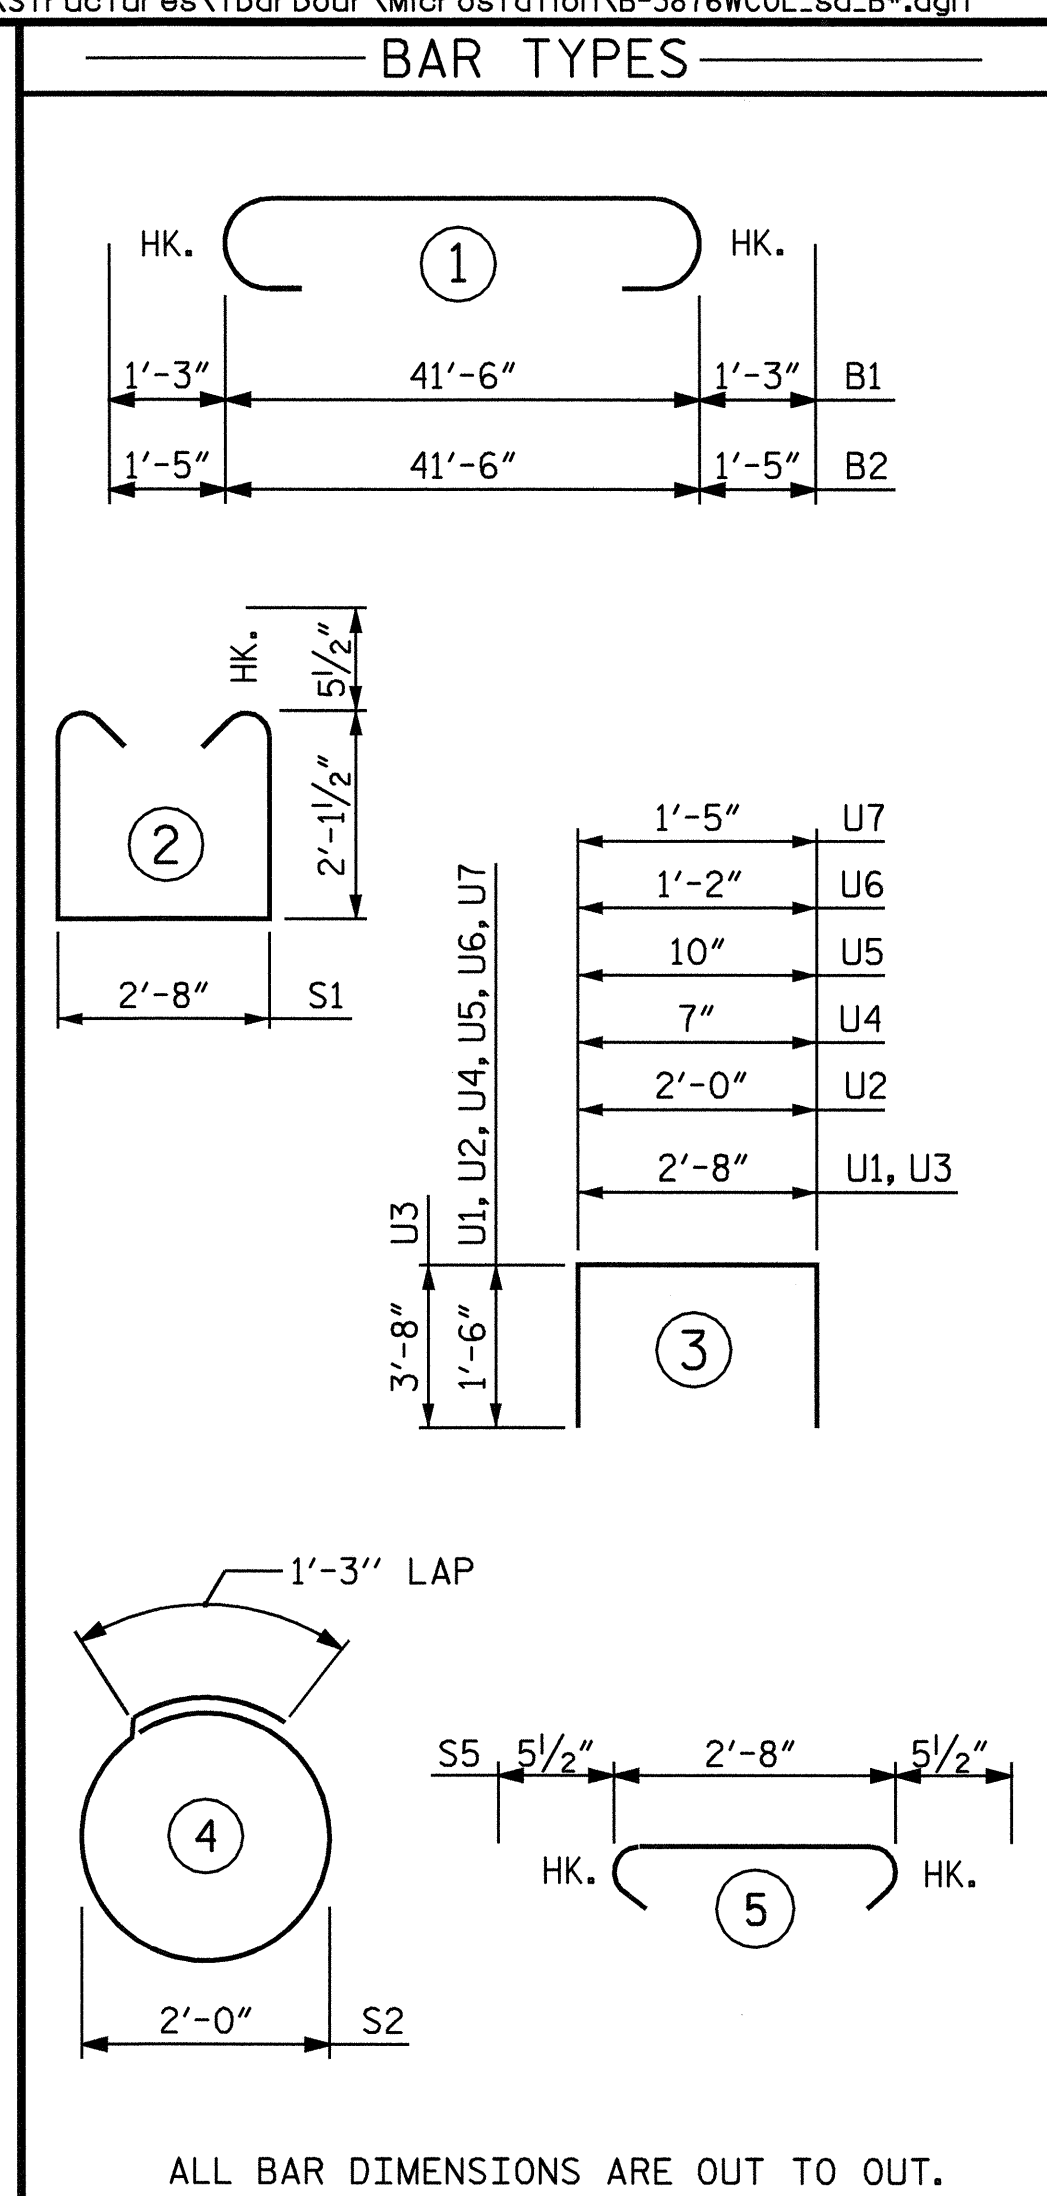 BAR TYPES
HK. 1 HK.
1'-3" 41'-6" 1'-3" B1
1'-5" 41'-6" 1'-5" B2
HK. 5½"
2'-1½"
2
2'-8" S1
1'-5" U7
1'-2" U6
10" U5
7" U4
2'-0" U2
2'-8" U1, U3
U3
U1, U2, U4, U5, U6, U7
3'-8"
1'-6"
3
1'-3" LAP
4
2'-0" S2
S5 5½" 2'-8" 5½"
HK. 5 HK.
ALL BAR DIMENSIONS ARE OUT TO OUT.